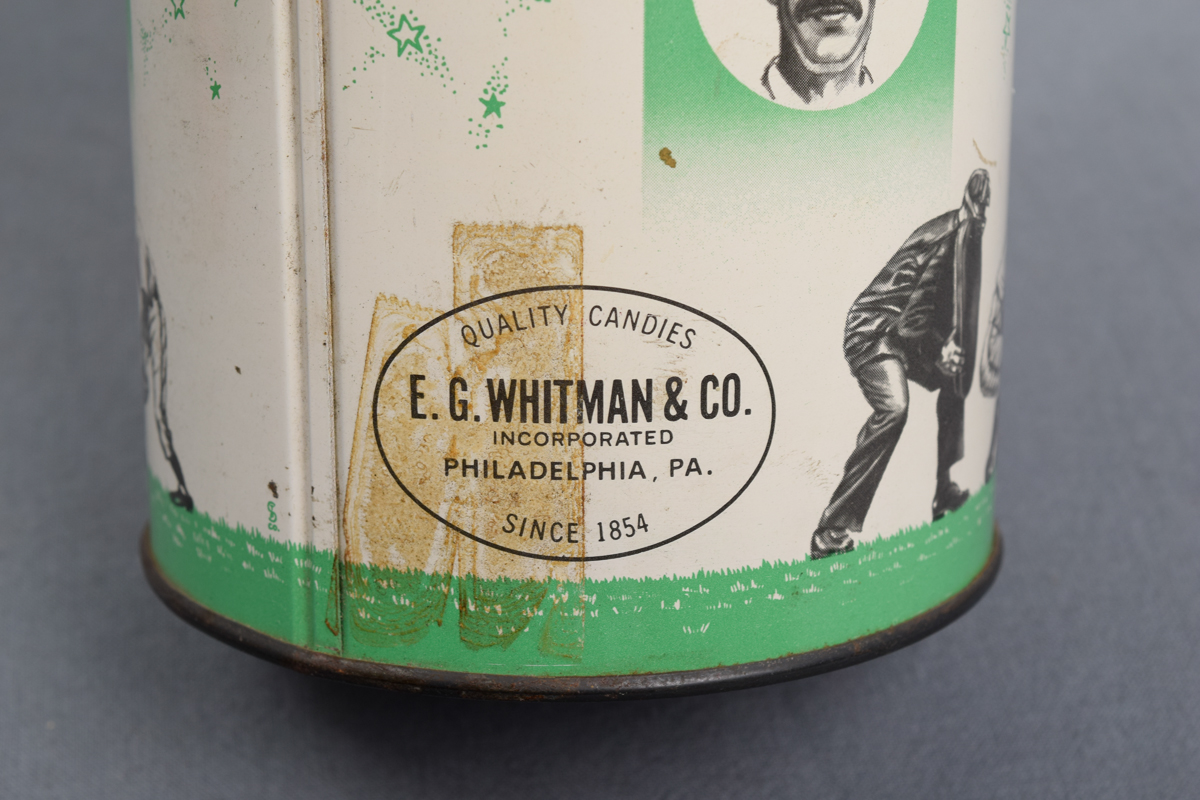 QUALITY CANDIES
E. G. WHITMAN & CO.
INCORPORATED
PHILADELPHIA, PA.
SINCE 1854